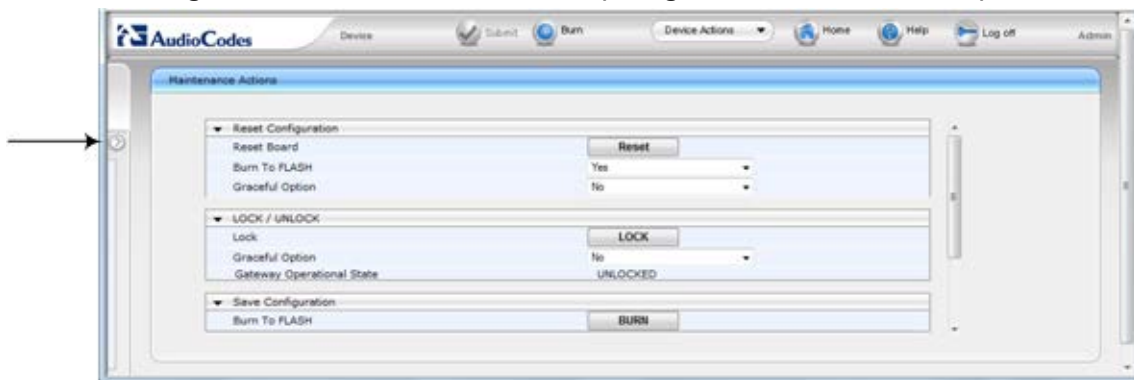 AudioCodes Device Submit Burn Device Actions Home Help Log off Admin
Maintenance Actions
Reset Configuration
Reset Board Reset
Burn To FLASH Yes
Graceful Option No
LOCK / UNLOCK
Lock LOCK
Graceful Option No
Gateway Operational State UNLOCKED
Save Configuration
Burn To FLASH BURN